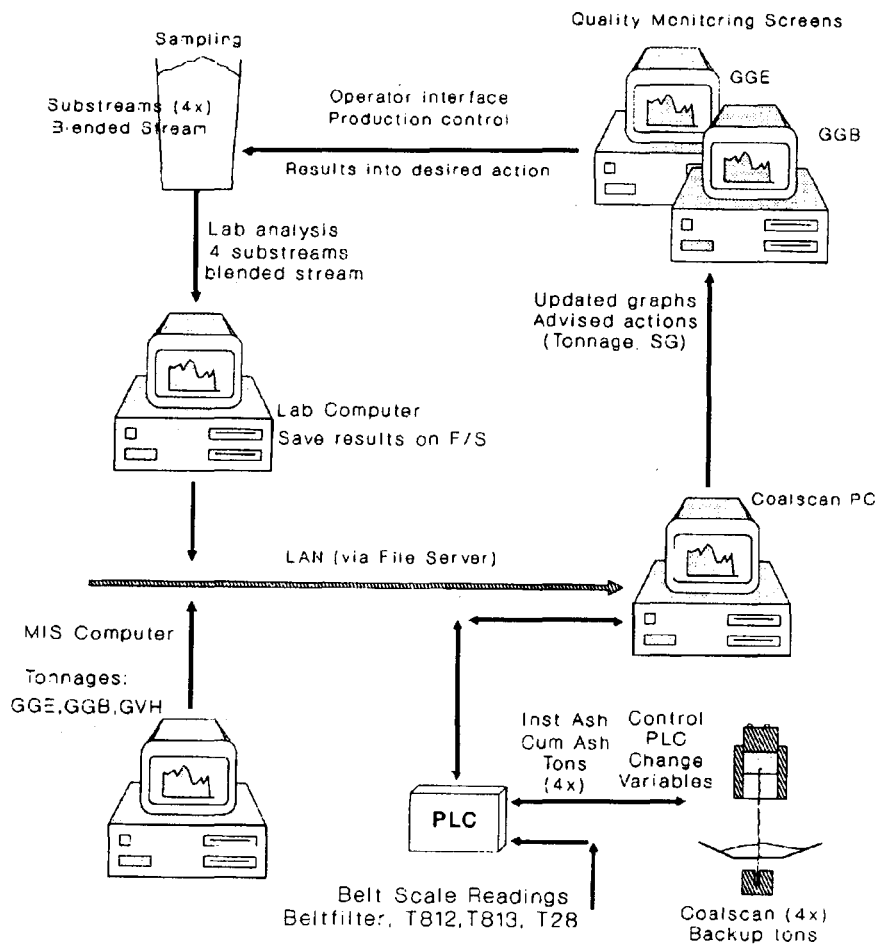 Sampling
Substreams (4x)
Blended Stream
Quality Monitoring Screens
GGE
GGB
Operator interface
Production control
Results into desired action
Lab analysis
4 substreams
blended stream
Updated graphs
Advised actions
(Tonnage, SG)
Lab Computer
Save results on F/S
Coalscan PC
LAN (via File Server)
MIS Computer
Tonnages:
GGE,GGB,GVH
Inst Ash
Cum Ash
Tons
(4x)
Control
PLC
Change
Variables
PLC
Belt Scale Readings
Beltfilter, T812,T813, T28
Coalscan (4x)
Backup tons